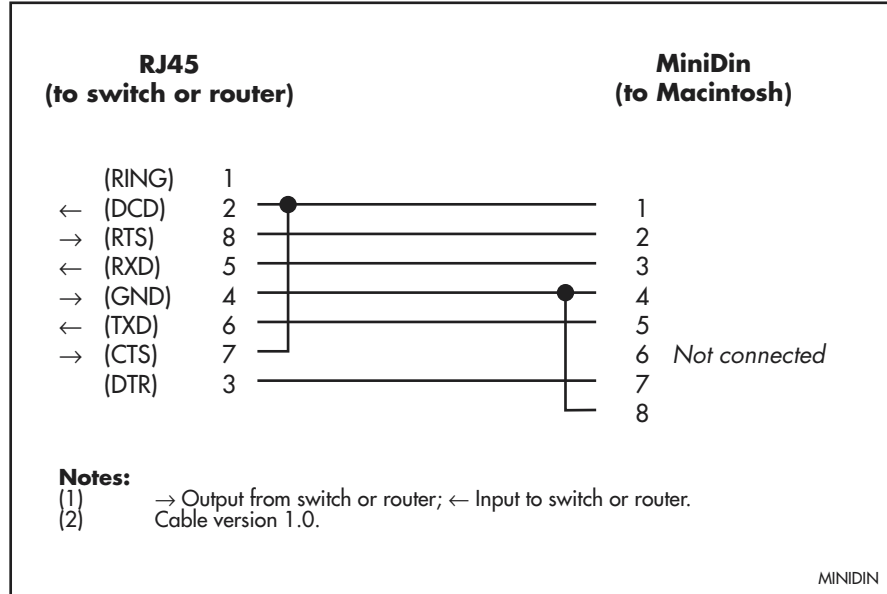 RJ45 MiniDin
(to switch or router) (to Macintosh)
(RING) 1
← (DCD) 2 1
→ (RTS) 8 2
← (RXD) 5 3
→ (GND) 4 4
← (TXD) 6 5
→ (CTS) 7 6 Not connected
(DTR) 3 7
8
Notes:
(1) → Output from switch or router; ← Input to switch or router.
(2) Cable version 1.0.
MINIDIN